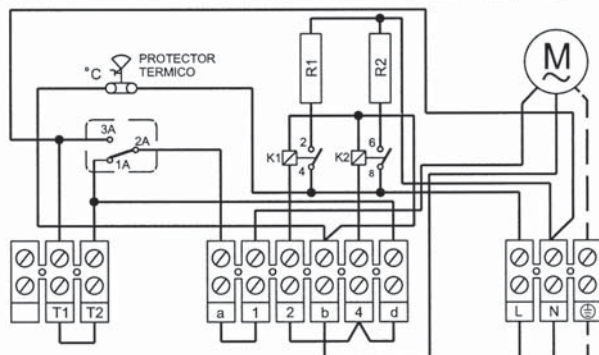 °C
PROTECTOR
TERMICO
R1
R2
M
~
3A
2A
1A
K1
2
4
K2
6
8
T1
T2
a
1
2
b
4
d
L
N